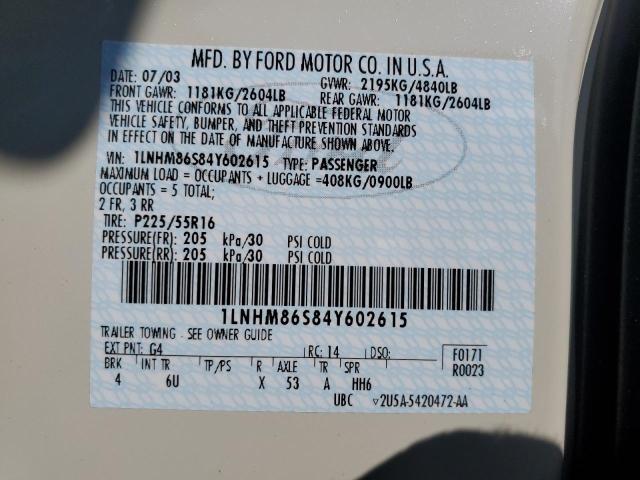 MFD. BY FORD MOTOR CO. IN U.S.A.
DATE: 07/03 GVWR: 2195KG/4840LB
FRONT GAWR: 1181KG/2604LB REAR GAWR: 1181KG/2604LB
THIS VEHICLE CONFORMS TO ALL APPLICABLE FEDERAL MOTOR
VEHICLE SAFETY, BUMPER, AND THEFT PREVENTION STANDARDS
IN EFFECT ON THE DATE OF MANUFACTURE SHOWN ABOVE.
VIN: 1LNHM86S84Y602615 TYPE: PASSENGER
MAXIMUM LOAD = OCCUPANTS + LUGGAGE =408KG/0900LB
OCCUPANTS = 5 TOTAL;
2 FR, 3 RR
TIRE: P225/55R16
PRESSURE(FR): 205 kPa/30 PSI COLD
PRESSURE(RR): 205 kPa/30 PSI COLD
1LNHM86S84Y602615
TRAILER TOWING - SEE OWNER GUIDE
EXT PNT: G4 RC: 14 DSO: F0171
BRK INT TR TP/PS R AXLE TR SPR R0023
4 6U X 53 A HH6
UBC ▽2U5A-5420472-AA